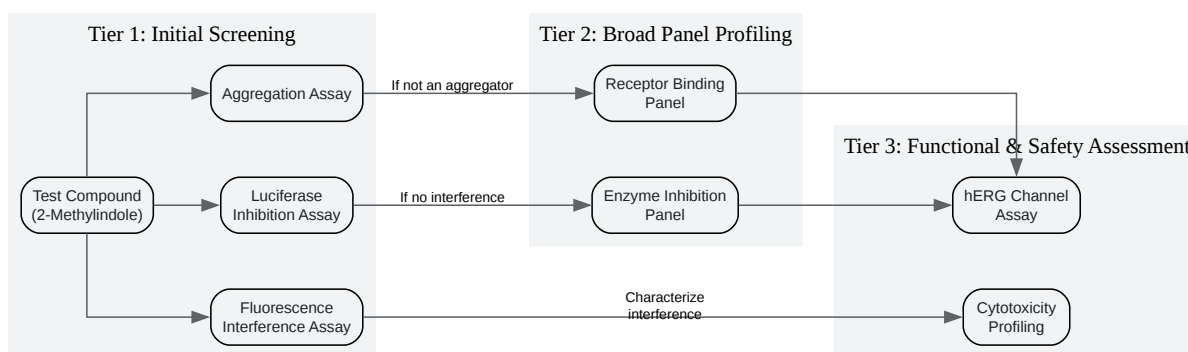 Tier 1: Initial Screening
Tier 2: Broad Panel Profiling
Aggregation Assay
If not an aggregator
Receptor Binding
Panel
Tier 3: Functional & Safety Assessment
Test Compound
(2-Methylindole)
Luciferase
Inhibition Assay
If no interference
Enzyme Inhibition
Panel
hERG Channel
Assay
Fluorescence
Interference Assay
Characterize
interference
Cytotoxicity
Profiling